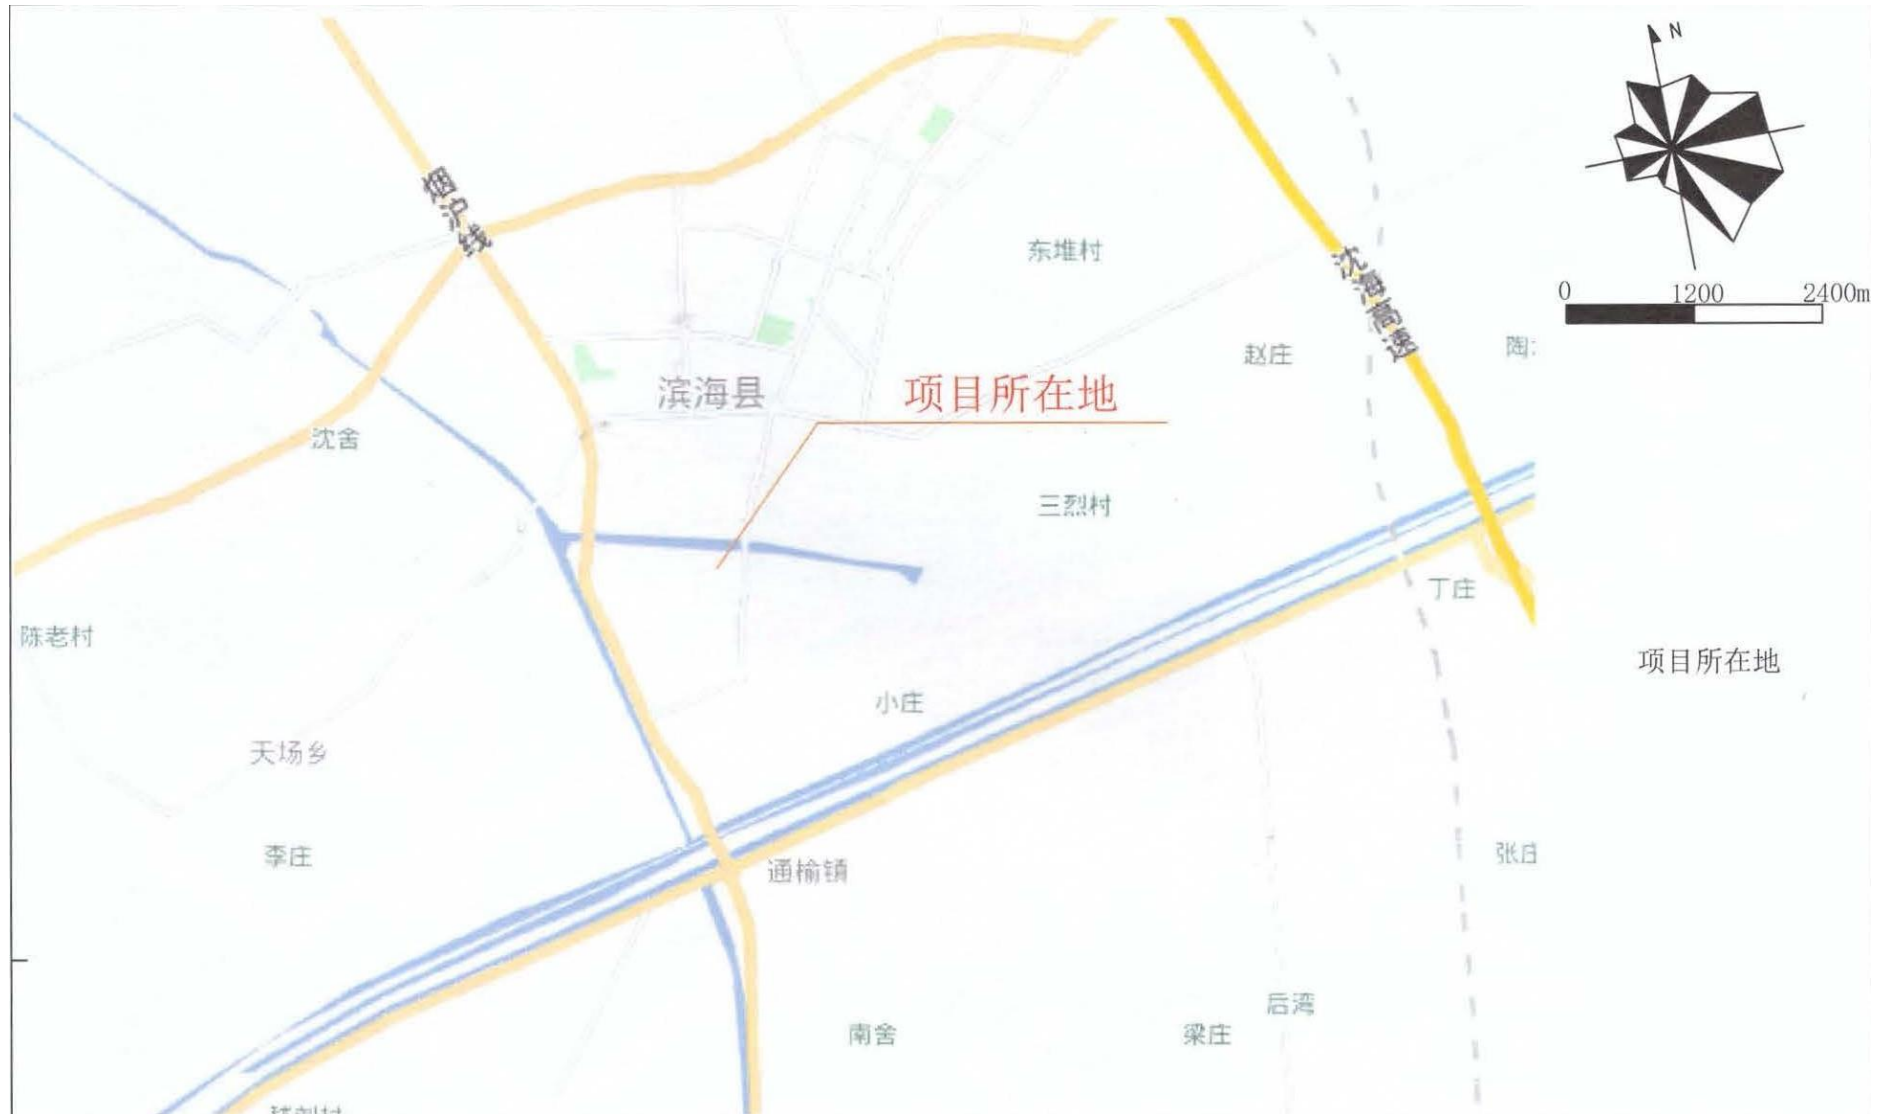 N
烟沪线
东堆村
沈海高速
0 1200 2400m
赵庄
陶
滨海县
项目所在地
沈舍
三烈村
丁庄
陈老村
项目所在地
小庄
天场乡
李庄
通榆镇
张庄
后湾
南舍
梁庄